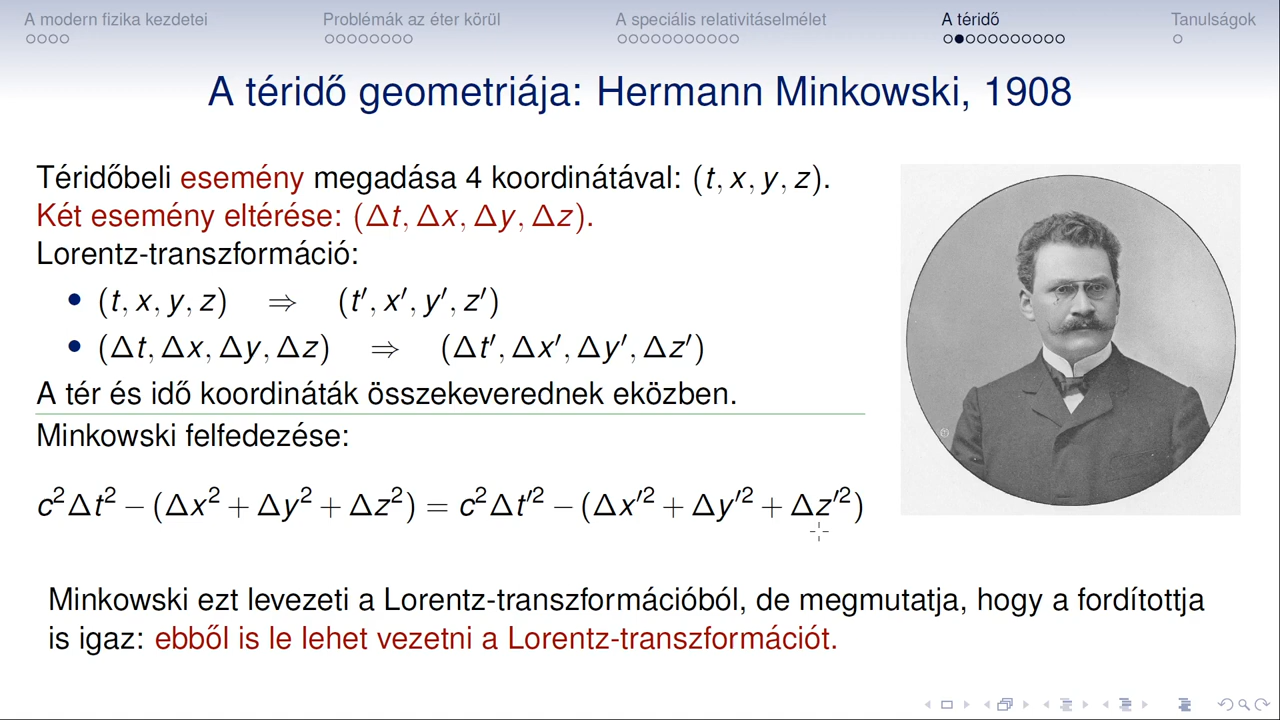 A modern fizika kezdetei Problémák az éter körül A speciális relativitáselmélet A téridő Tanulságok
A téridő geometriája: Hermann Minkowski, 1908
Téridőbeli esemény megadása 4 koordinátával: (t, x, y, z).
Két esemény eltérése: (Δt, Δx, Δy, Δz).
Lorentz-transzformáció:
• (t, x, y, z) ⇒ (t′, x′, y′, z′)
• (Δt, Δx, Δy, Δz) ⇒ (Δt′, Δx′, Δy′, Δz′)
A tér és idő koordináták összekeverednek eközben.
Minkowski felfedezése:
c²Δt² − (Δx² + Δy² + Δz²) = c²Δt′² − (Δx′² + Δy′² + Δz′²)
Minkowski ezt levezeti a Lorentz-transzformációból, de megmutatja, hogy a fordítottja
is igaz: ebből is le lehet vezetni a Lorentz-transzformációt.